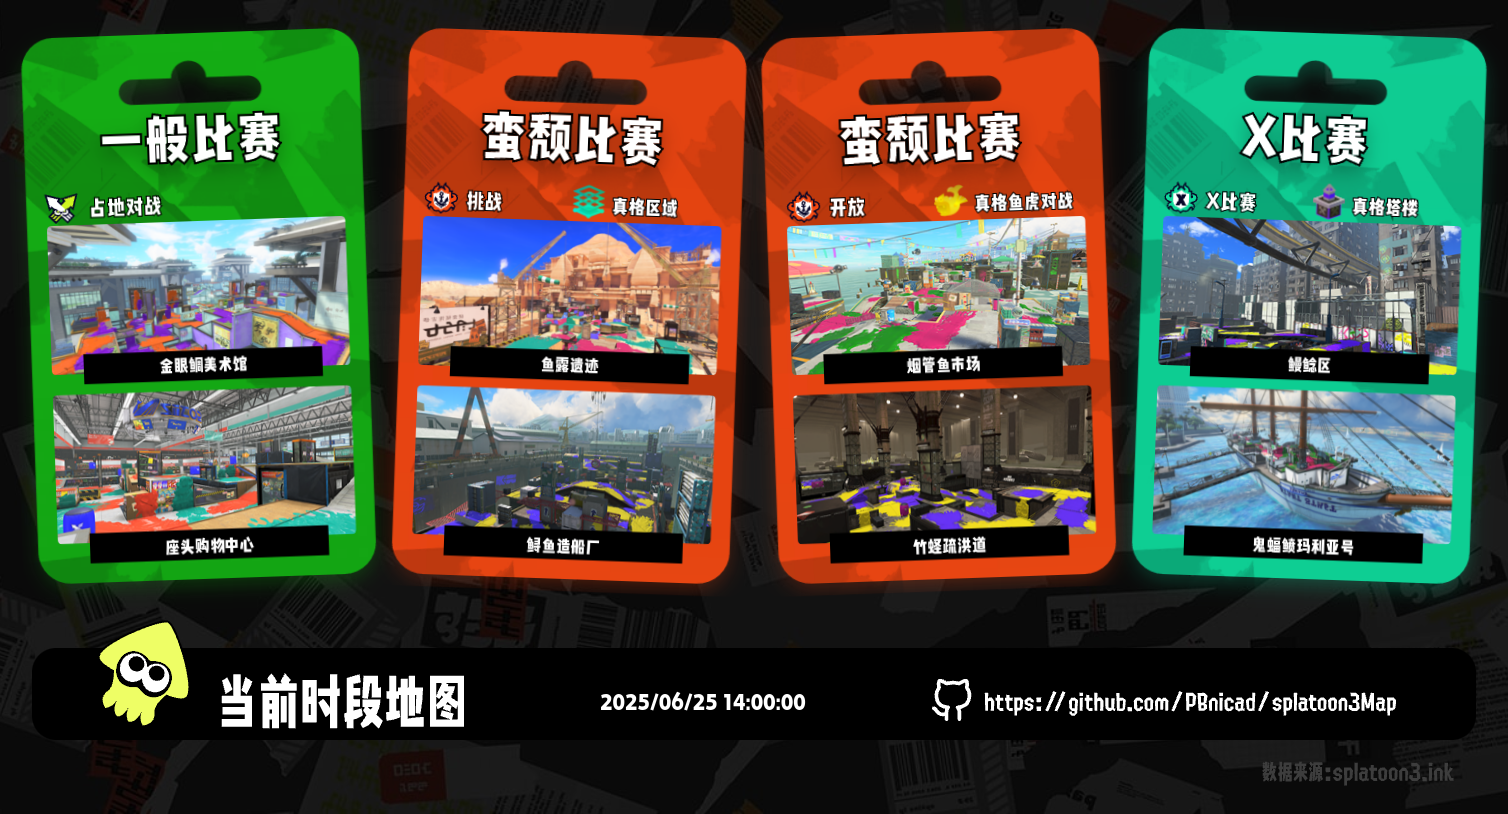 一般比赛
占地对战
金眼鲷美术馆
座头购物中心
蛮颓比赛
挑战
真格区域
鱼露遗迹
鲟鱼造船厂
蛮颓比赛
开放
真格鱼虎对战
烟管鱼市场
竹蛏疏洪道
X比赛
X比赛
真格塔楼
鳗鲶区
鬼蝠鲼玛利亚号
当前时段地图
2025/06/25 14:00:00
https://github.com/PBnicad/splatoon3Map
数据来源:splatoon3.ink